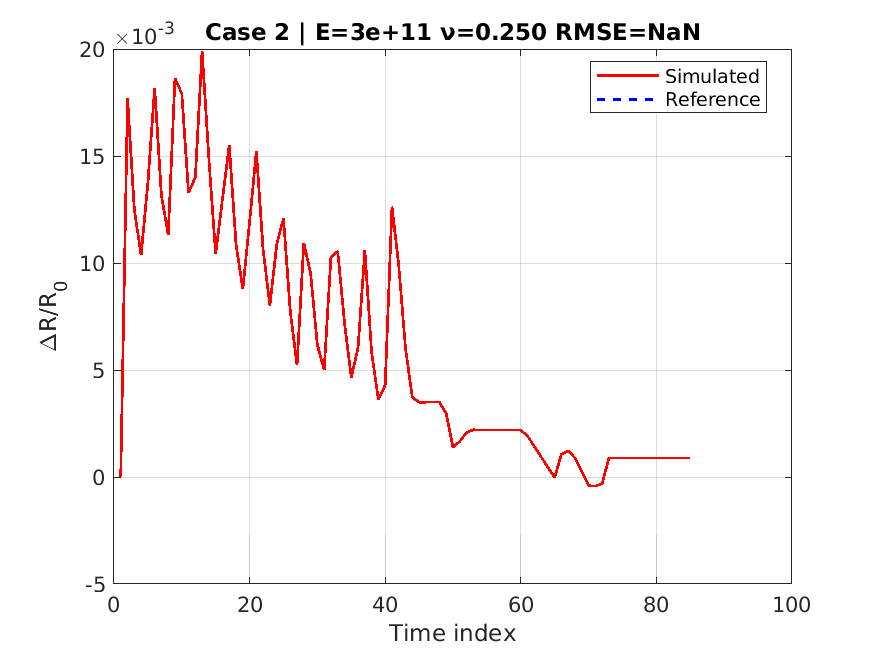 ×10⁻³
Case 2 | E=3e+11 ν=0.250 RMSE=NaN
Simulated
Reference
20
15
10
5
0
-5
ΔR/R₀
0 20 40 60 80 100
Time index